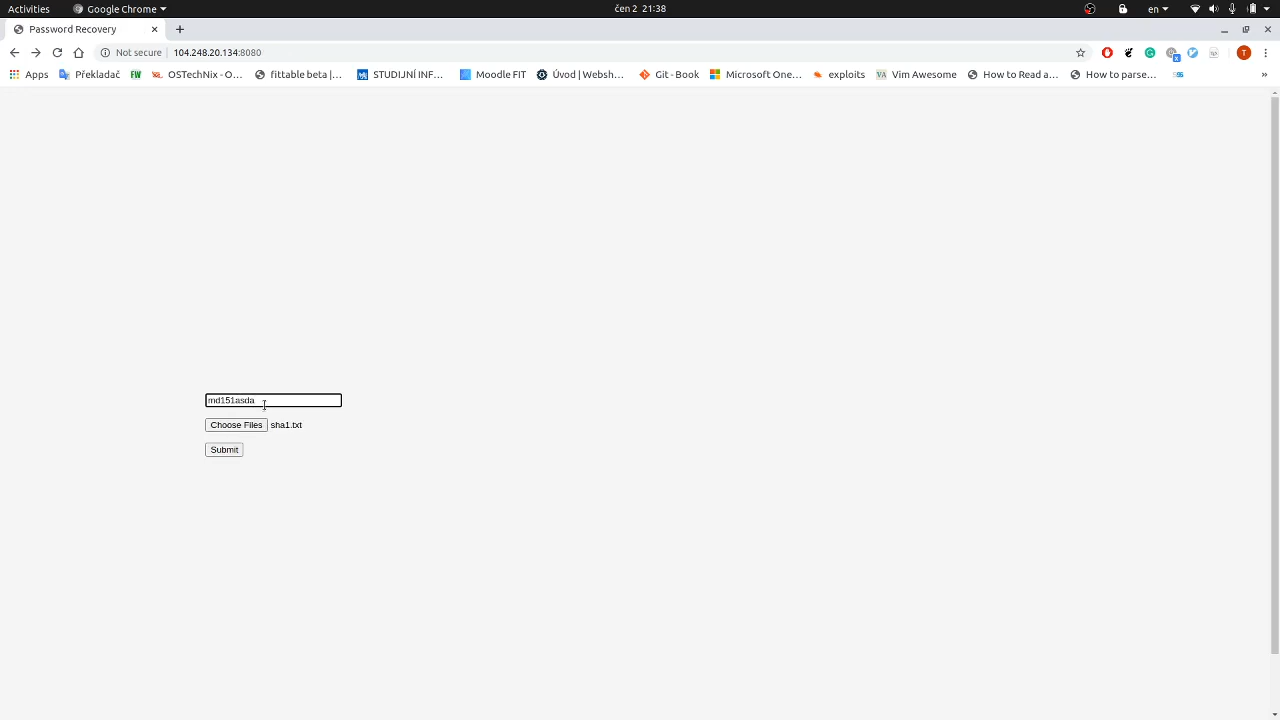 Activities Google Chrome čen 2 21:38 en
Password Recovery
Not secure 104.248.20.134:8080 T
Apps Překladač OSTechNix - O... fittable beta |... STUDIJNÍ INF... Moodle FIT Úvod | Websh... Git - Book Microsoft One... exploits Vim Awesome How to Read a... How to parse... »
md151asda
Choose Files sha1.txt
Submit